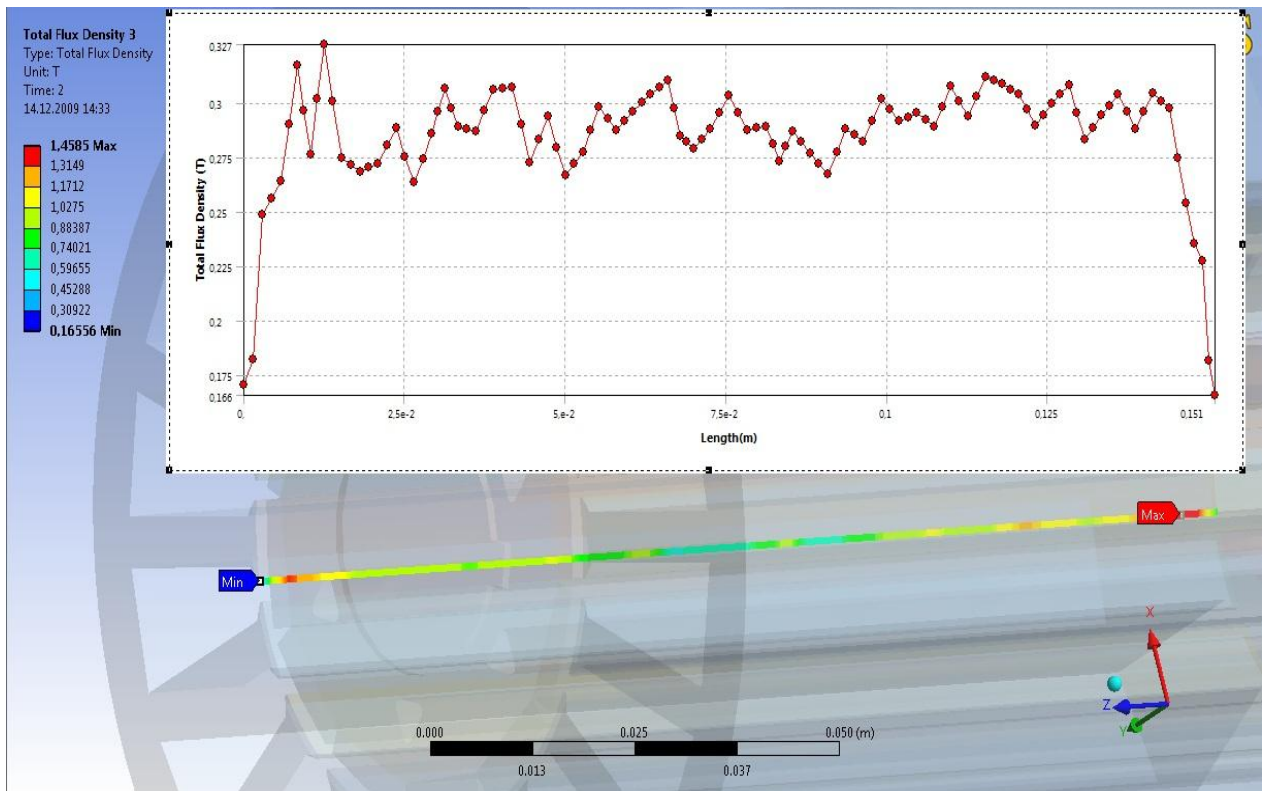 Total Flux Density 3
Type: Total Flux Density
Unit: T
Time: 2
14.12.2009 14:33
1,4585 Max
1,3149
1,1712
1,0275
0,88387
0,74021
0,59655
0,45288
0,30922
0,16556 Min
Total Flux Density (T)
0,327
0,3
0,275
0,25
0,225
0,2
0,175
0,166
0, 2,5e-2 5,e-2 7,5e-2 0,1 0,125 0,151
Length(m)
Max
Min
X
Z
Y
0.000 0.025 0.050 (m)
0.013 0.037